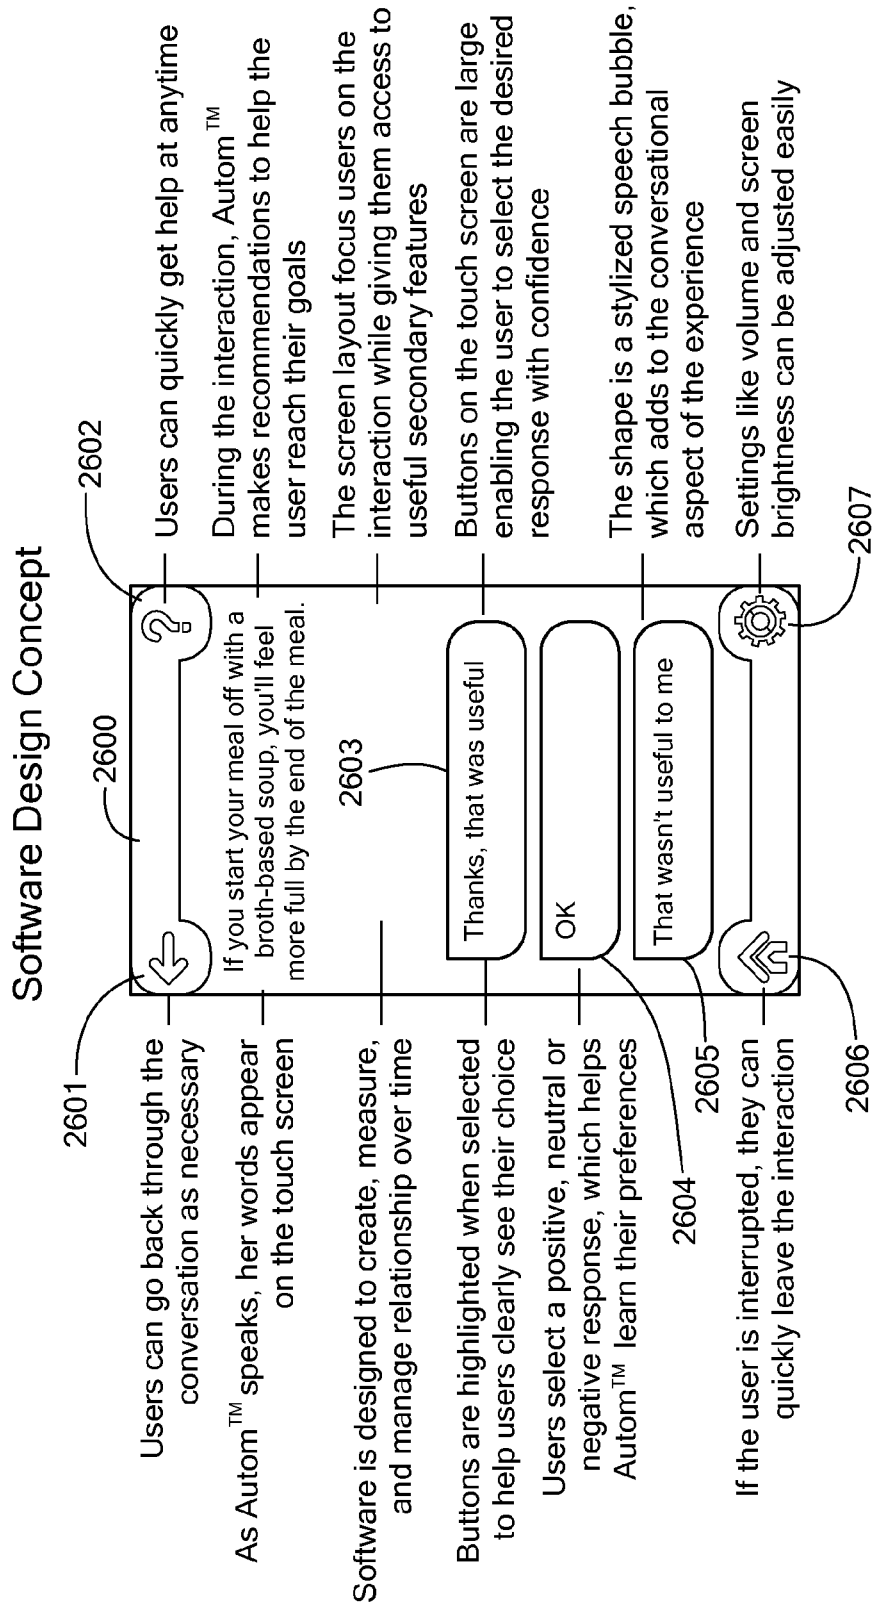 Software Design Concept
2600
2601
2602
Users can go back through the
conversation as necessary
As Autom™ speaks, her words appear
on the touch screen
Software is designed to create, measure,
and manage relationship over time
Buttons are highlighted when selected
to help users clearly see their choice
Users select a positive, neutral or
negative response, which helps
Autom™ learn their preferences
2604
2605
If the user is interrupted, they can
quickly leave the interaction
2606
?
If you start your meal off with a
broth-based soup, you'll feel
more full by the end of the meal.
2603
Thanks, that was useful
OK
That wasn't useful to me
Users can quickly get help at anytime
During the interaction, Autom™
makes recommendations to help the
user reach their goals
The screen layout focus users on the
interaction while giving them access to
useful secondary features
Buttons on the touch screen are large
enabling the user to select the desired
response with confidence
The shape is a stylized speech bubble,
which adds to the conversational
aspect of the experience
Settings like volume and screen
brightness can be adjusted easily
2607